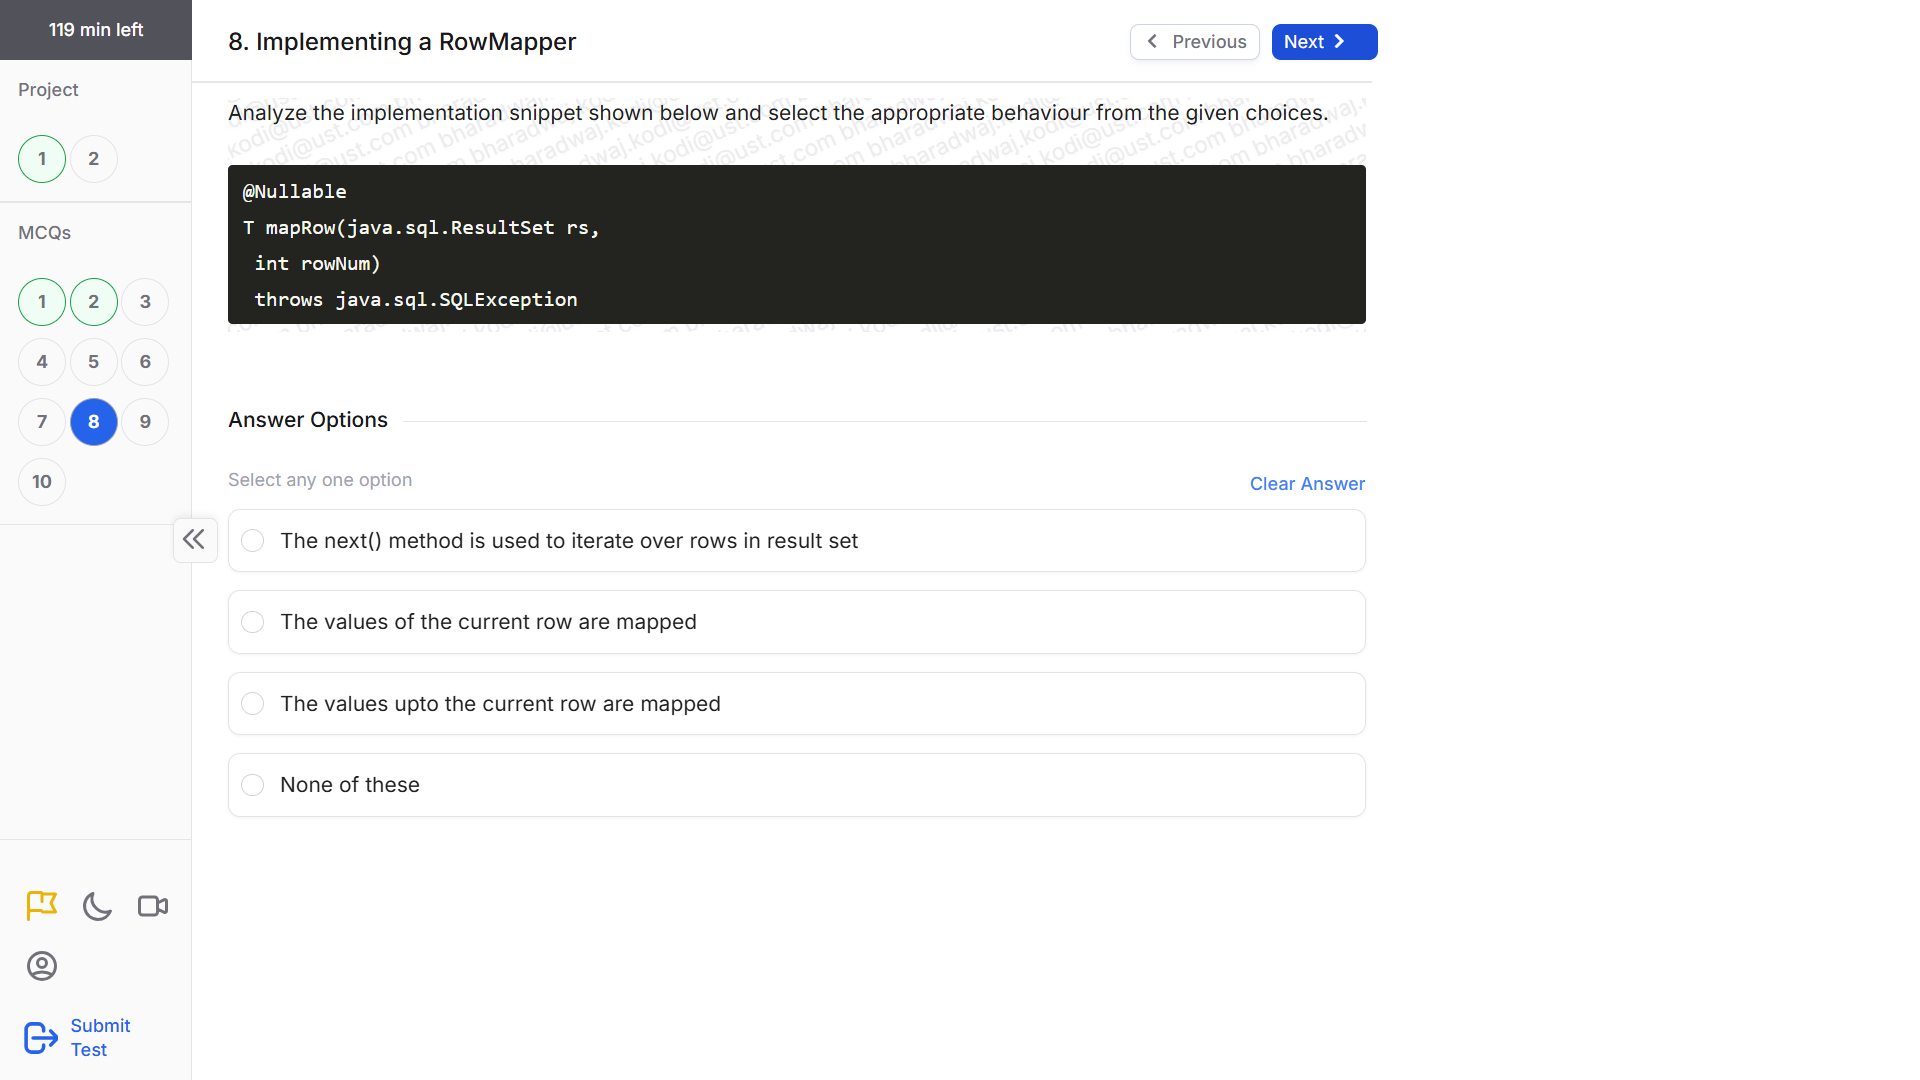 119 min left
8. Implementing a RowMapper
Previous
Next
Project
1
2
MCQs
1
2
3
4
5
6
7
8
9
10
Analyze the implementation snippet shown below and select the appropriate behaviour from the given choices.
@Nullable
T mapRow(java.sql.ResultSet rs,
int rowNum)
throws java.sql.SQLException
Answer Options
Select any one option
Clear Answer
The next() method is used to iterate over rows in result set
The values of the current row are mapped
The values upto the current row are mapped
None of these
Submit
Test